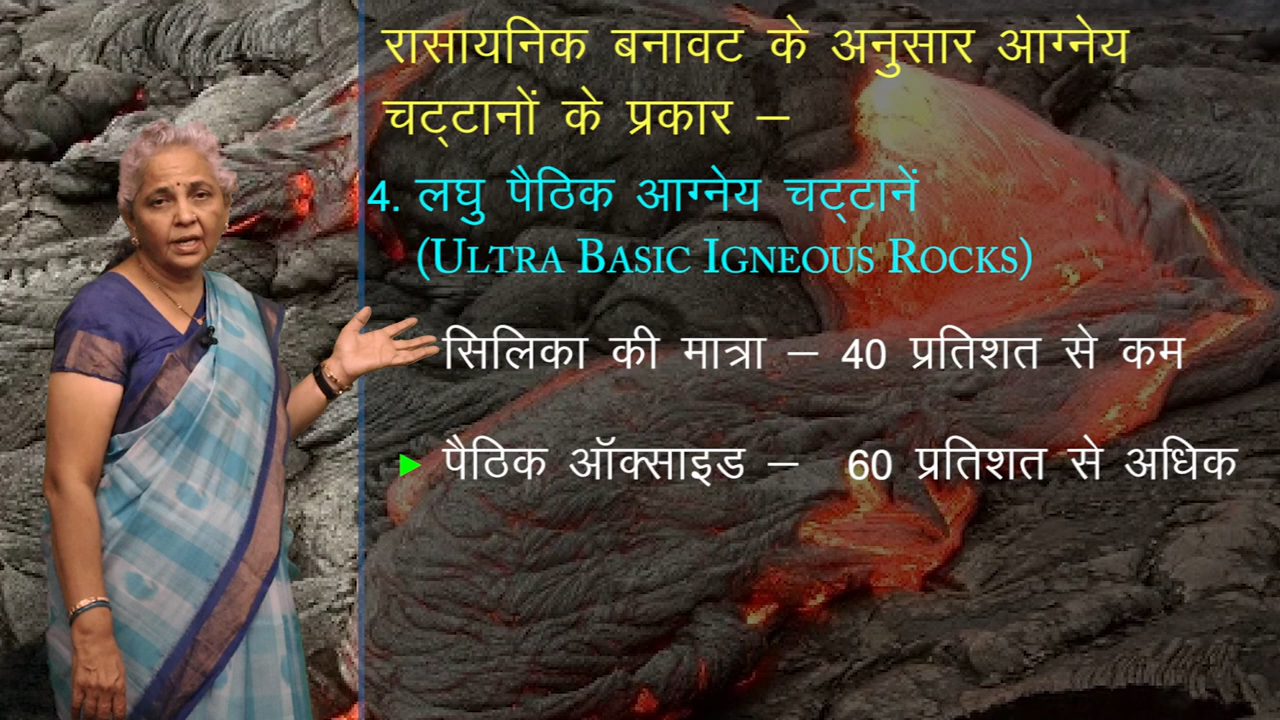 रासायनिक बनावट के अनुसार आग्नेय
चट्टानों के प्रकार –
4. लघु पैठिक आग्नेय चट्टानें
(ULTRA BASIC IGNEOUS ROCKS)
सिलिका की मात्रा – 40 प्रतिशत से कम
► पैठिक ऑक्साइड – 60 प्रतिशत से अधिक